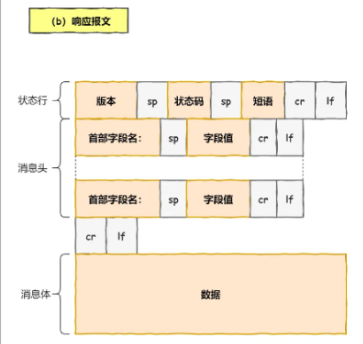 (b) 响应报文
状态行 版本 sp 状态码 sp 短语 cr lf
首部字段名: sp 字段值 cr lf
消息头
首部字段名: sp 字段值 cr lf
cr lf
消息体 数据